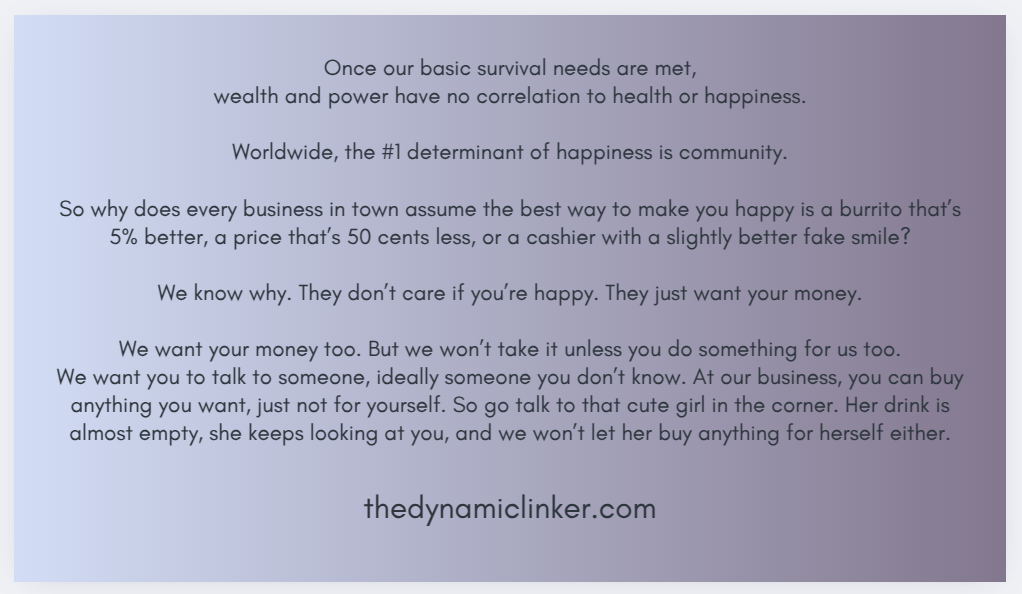 Once our basic survival needs are met,
wealth and power have no correlation to health or happiness.
Worldwide, the #1 determinant of happiness is community.
So why does every business in town assume the best way to make you happy is a burrito that's
5% better, a price that's 50 cents less, or a cashier with a slightly better fake smile?
We know why. They don't care if you're happy. They just want your money.
We want your money too. But we won't take it unless you do something for us too.
We want you to talk to someone, ideally someone you don't know. At our business, you can buy
anything you want, just not for yourself. So go talk to that cute girl in the corner. Her drink is
almost empty, she keeps looking at you, and we won't let her buy anything for herself either.
thedynamiclinker.com